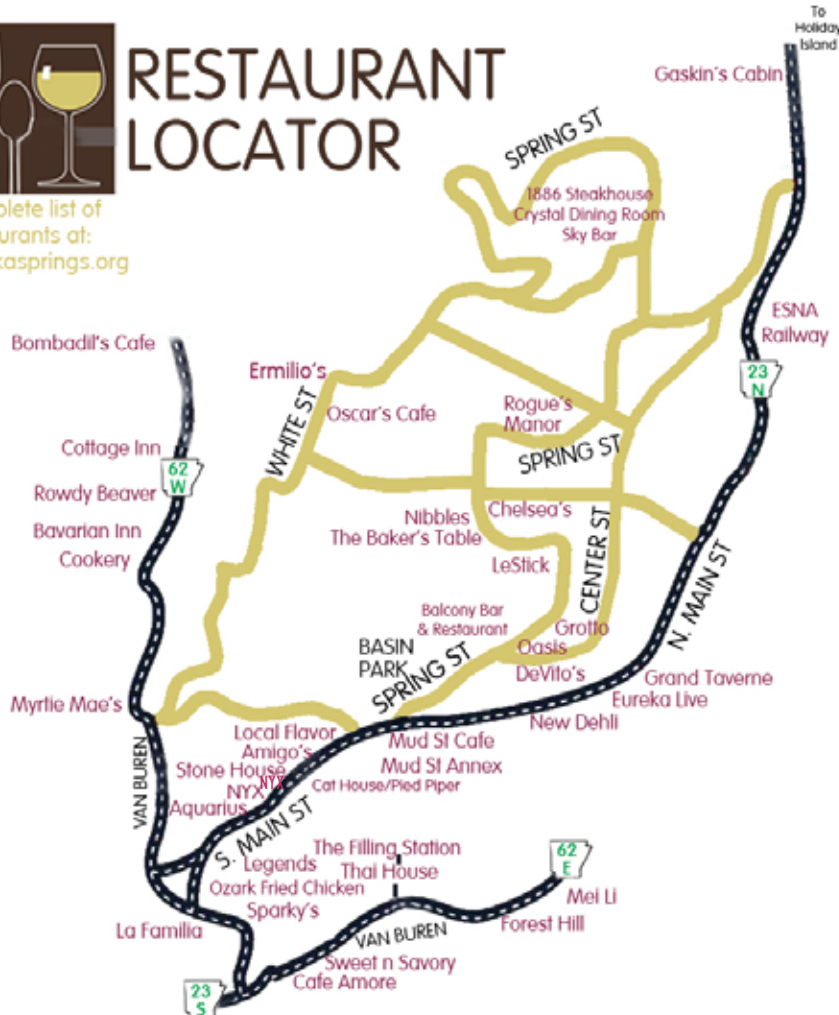 To
Holiday
Island
RESTAURANT
LOCATOR
Gaskin's Cabin
SPRING ST
1886 Steakhouse
Crystal Dining Room
Sky Bar
plete list of
urants at:
kasprings.org
ESNA
Railway
Bombadil's Cafe
Ermilio's
23
N
WHITE ST
Oscar's Cafe
Rogue's
Manor
SPRING ST
Cottage Inn
62
W
Rowdy Beaver
Bavarian Inn
Cookery
Chelsea's
Nibbles
The Baker's Table
LeStick
CENTER ST
N. MAIN ST
Balcony Bar
& Restaurant
Grotto
BASIN
PARK
Oasis
SPRING ST
DeVito's
Grand Taverne
Eureka Live
New Dehli
Myrtie Mae's
VAN BUREN
Local Flavor
Amigo's
Stone House
NYX
NYX
Aquarius
Mud St Cafe
Mud St Annex
Cat House/Pied Piper
S. MAIN ST
The Filling Station
Legends
Thai House
Ozark Fried Chicken
Sparky's
62
E
Mei Li
Forest Hill
La Familia
VAN BUREN
Sweet n Savory
Cafe Amore
23
S